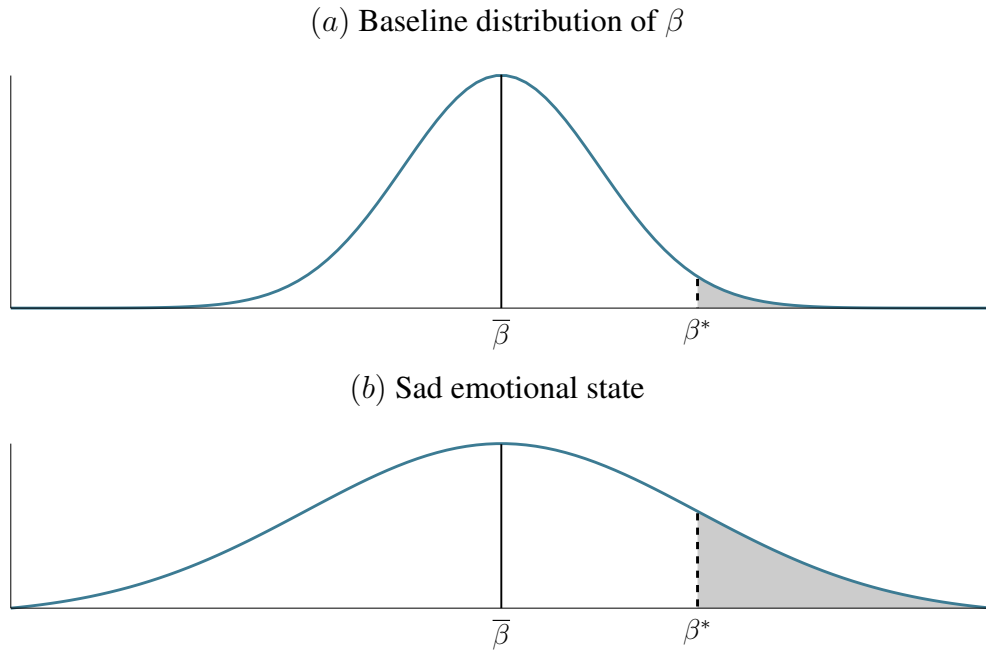 (a) Baseline distribution of β
β̅
β*
(b) Sad emotional state
β̅
β*